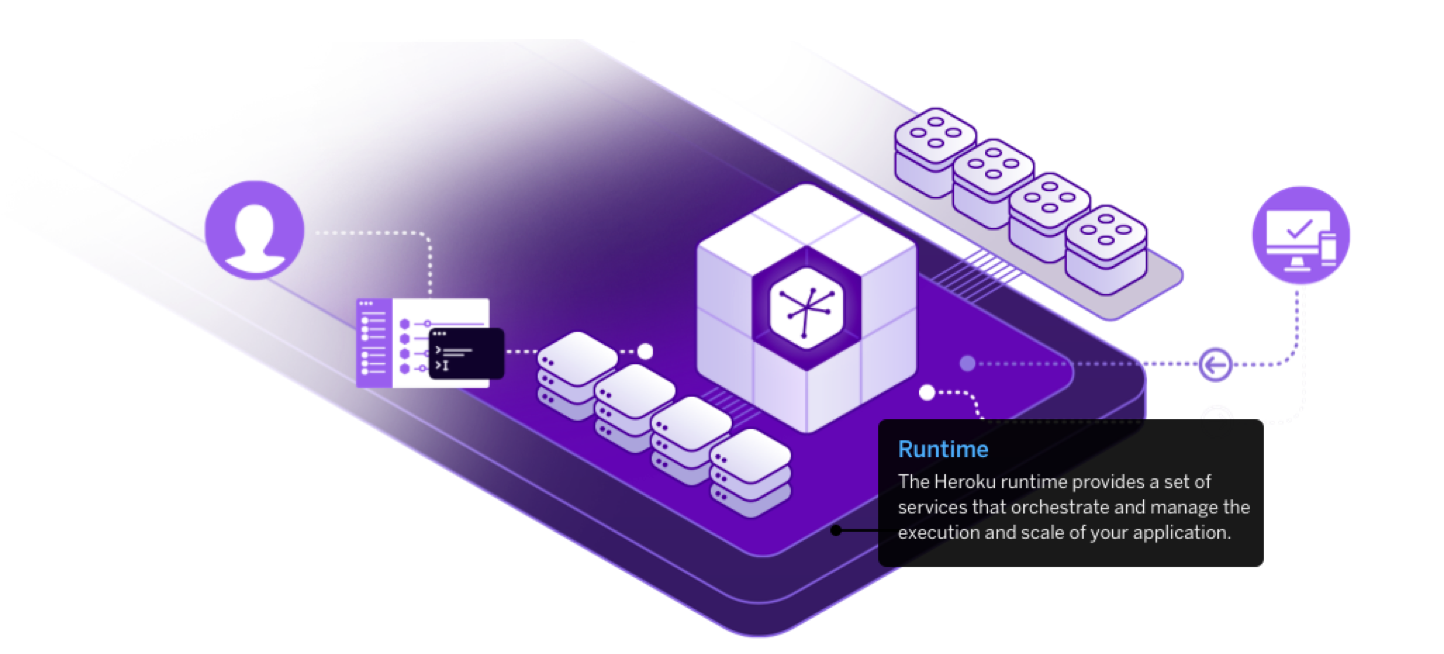 Runtime
The Heroku runtime provides a set of
services that orchestrate and manage the
execution and scale of your application.